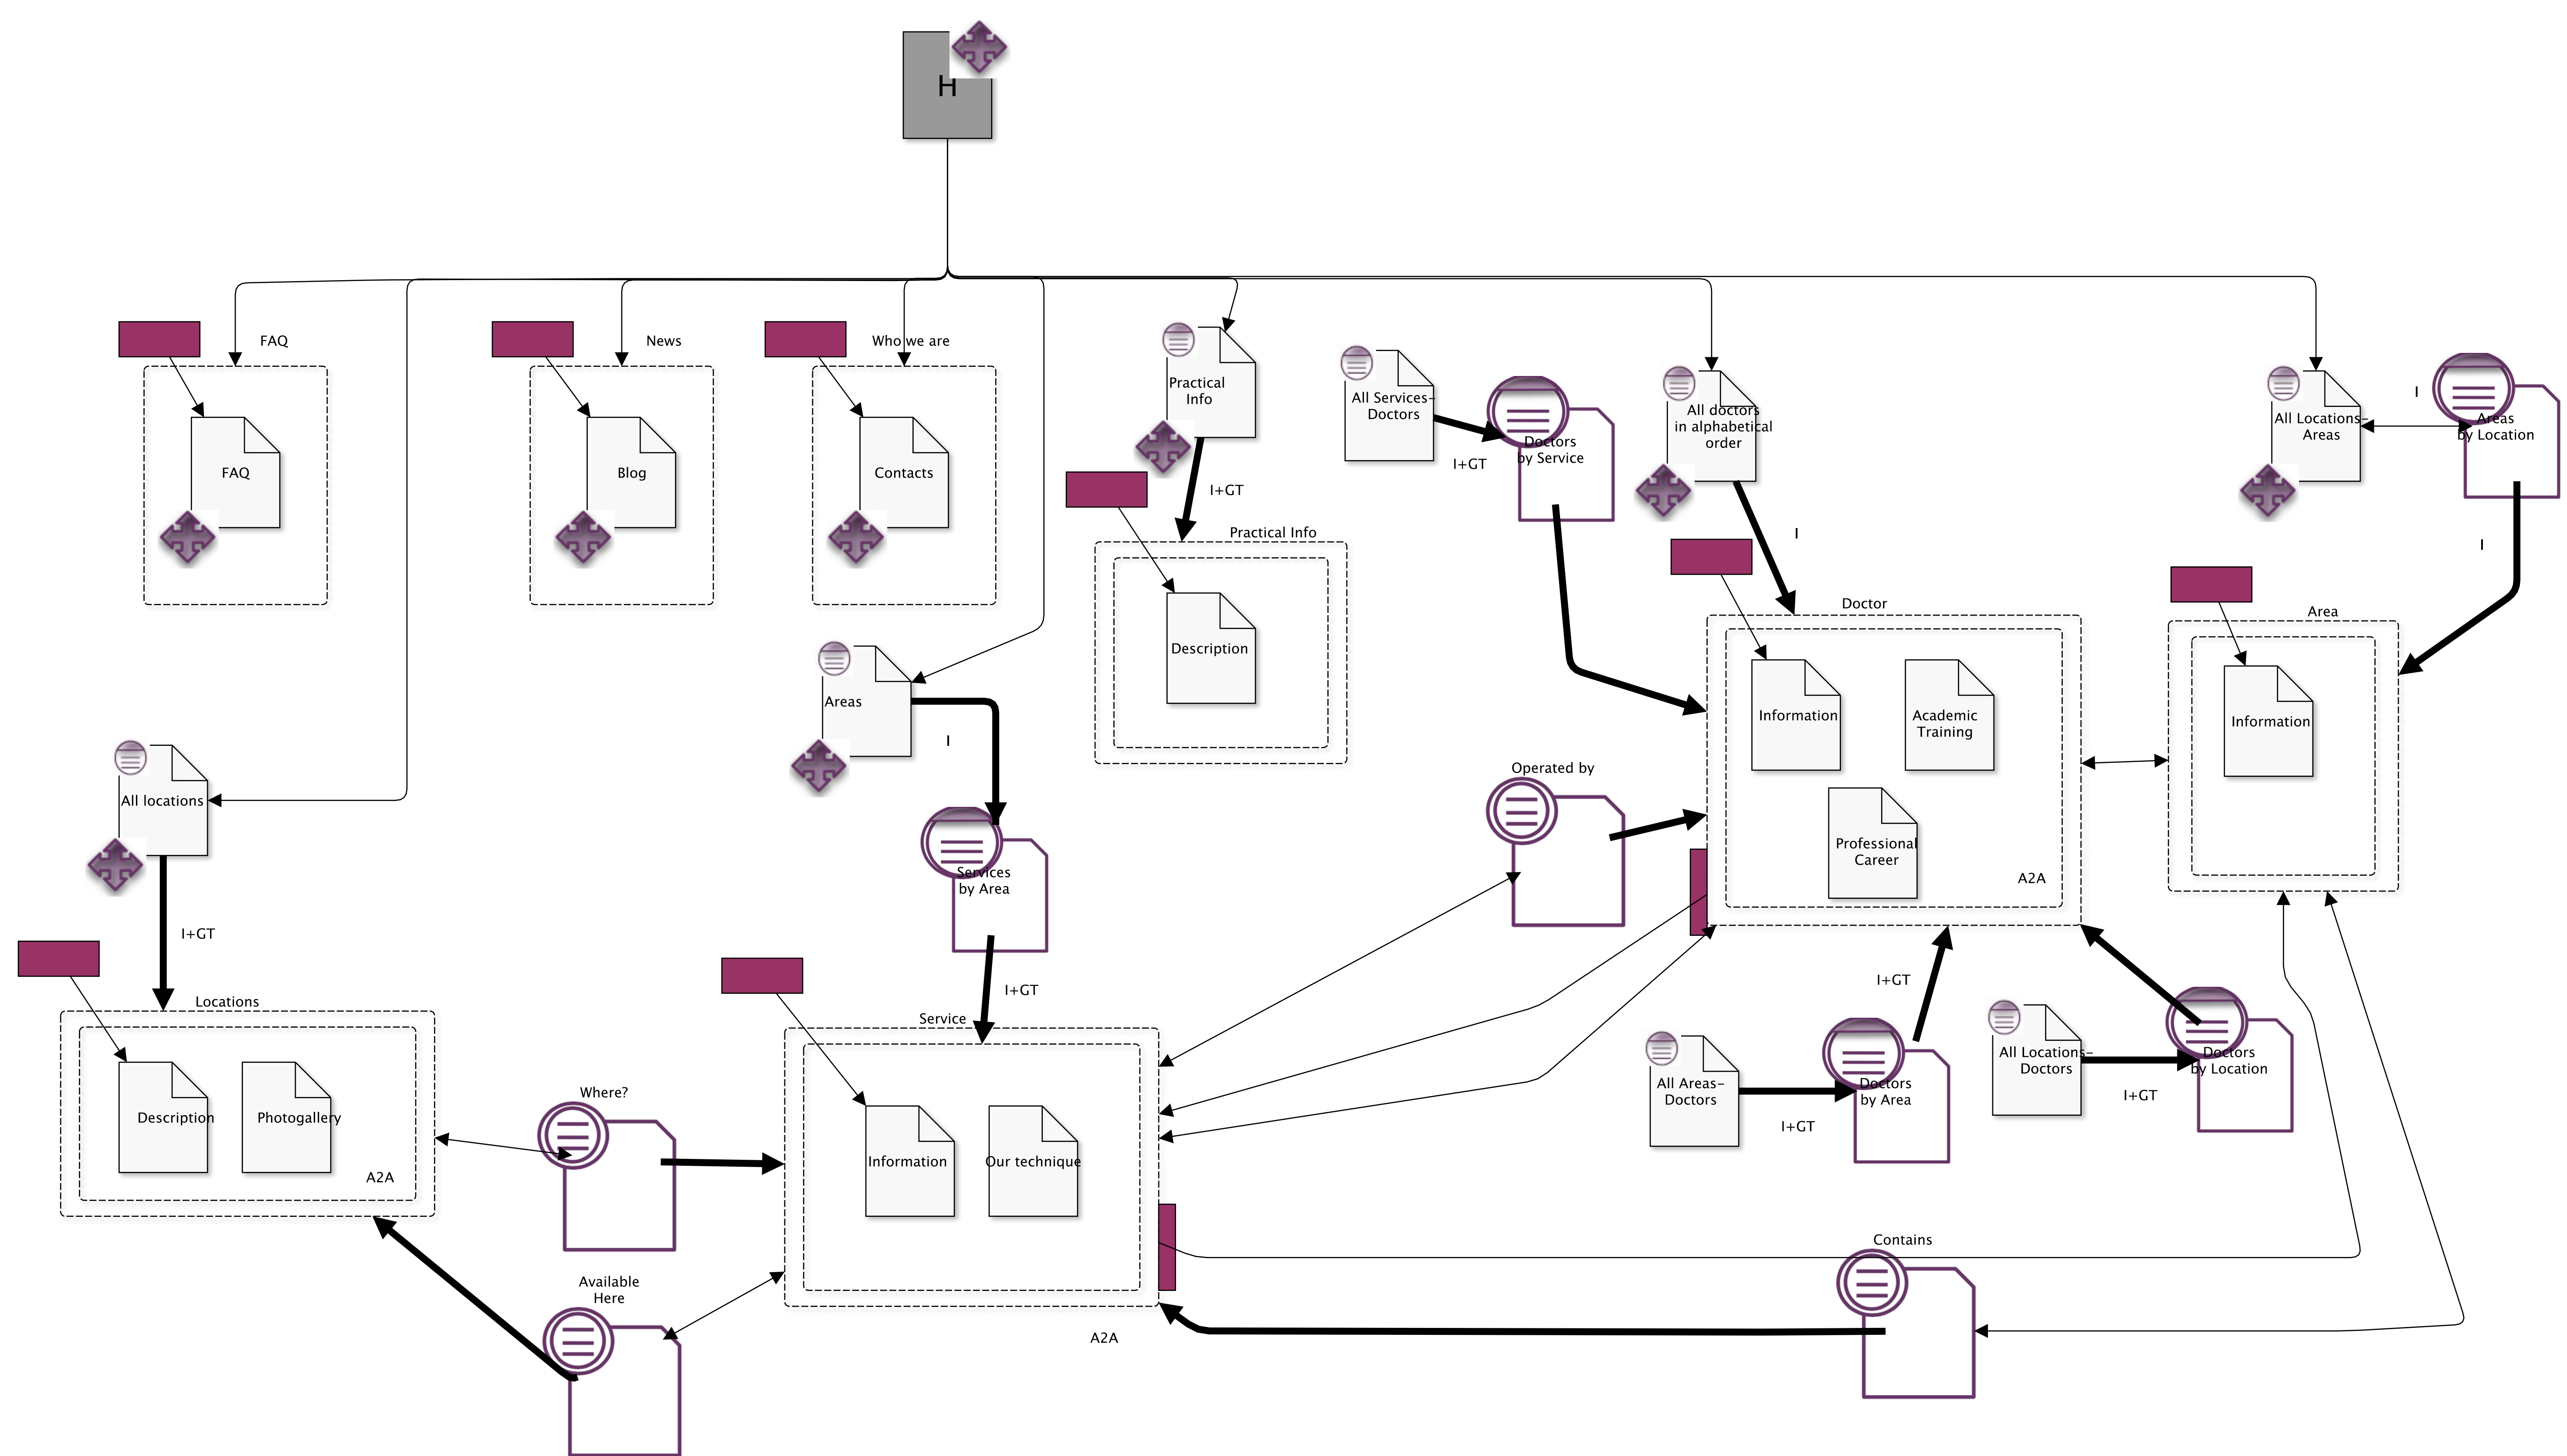 H
FAQ
News
Who we are
FAQ
Blog
Contacts
Practical
Info
I+GT
Practical Info
Description
All Services-
Doctors
I+GT
Doctors
by Service
All doctors
in alphabetical
order
I
All Locations-
Areas
I
Areas
by Location
I
Areas
I
Services
by Area
I+GT
All locations
I+GT
Locations
Description
Photogallery
A2A
Where?
Available
Here
Service
Information
Our technique
A2A
Operated by
Doctor
Information
Academic
Training
Professional
Career
A2A
Area
Information
All Areas-
Doctors
I+GT
Doctors
by Area
I+GT
All Locations-
Doctors
I+GT
Doctors
by Location
Contains